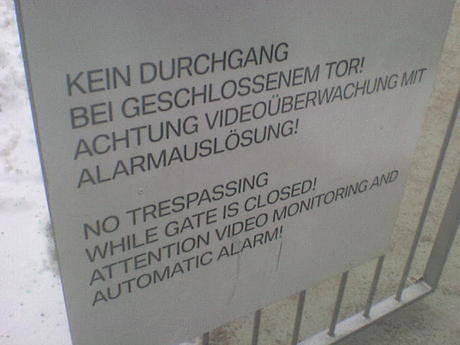 KEIN DURCHGANG
BEI GESCHLOSSENEM TOR!
ACHTUNG VIDEOÜBERWACHUNG MIT
ALARMAUSLÖSUNG!
NO TRESPASSING
WHILE GATE IS CLOSED!
ATTENTION VIDEO MONITORING AND
AUTOMATIC ALARM!